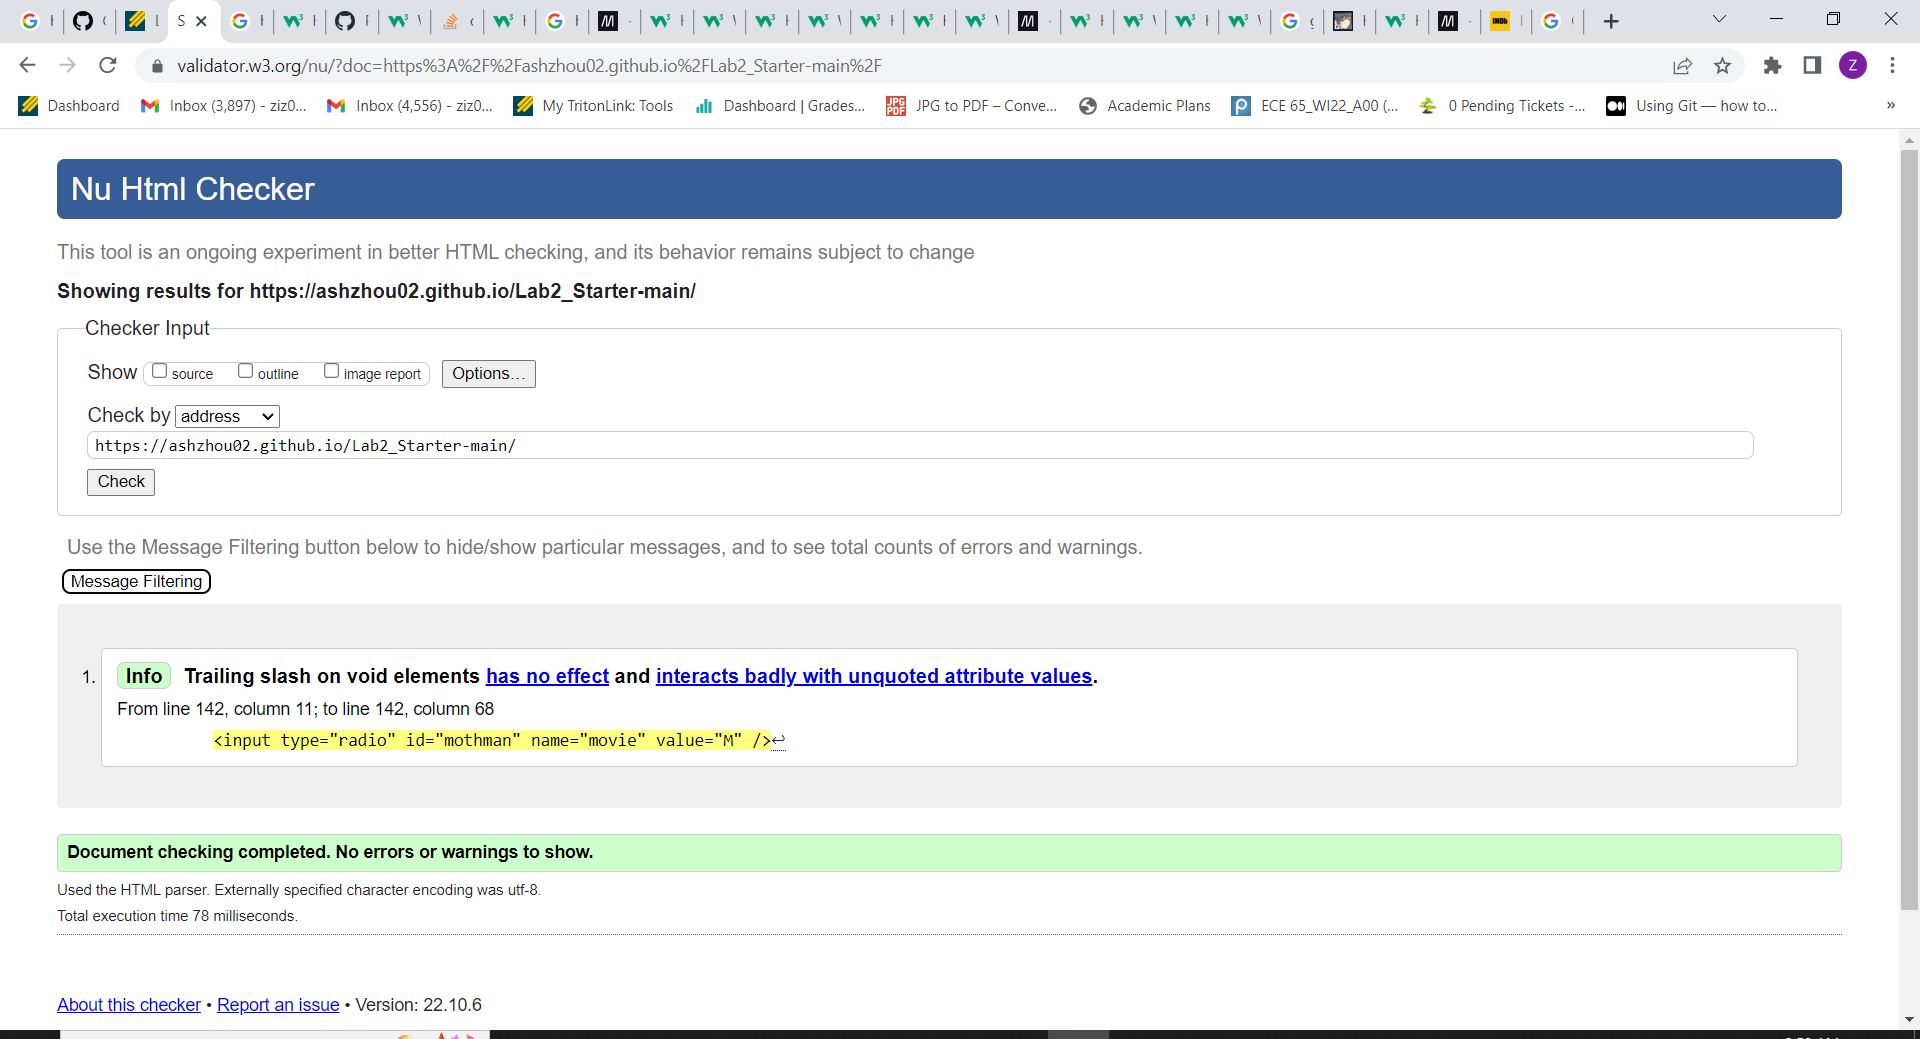 validator.w3.org/nu/?doc=https%3A%2F%2Fashzhou02.github.io%2FLab2_Starter-main%2F
Z
Dashboard
Inbox (3,897) - ziz0...
Inbox (4,556) - ziz0...
My TritonLink: Tools
Dashboard | Grades...
JPG to PDF – Conve...
Academic Plans
ECE 65_WI22_A00 (...
0 Pending Tickets -...
Using Git — how to...
»
Nu Html Checker
This tool is an ongoing experiment in better HTML checking, and its behavior remains subject to change
Showing results for https://ashzhou02.github.io/Lab2_Starter-main/
Checker Input
Show source outline image report Options...
Check by address
https://ashzhou02.github.io/Lab2_Starter-main/
Check
Use the Message Filtering button below to hide/show particular messages, and to see total counts of errors and warnings.
Message Filtering
1. Info Trailing slash on void elements has no effect and interacts badly with unquoted attribute values.
From line 142, column 11; to line 142, column 68
<input type="radio" id="mothman" name="movie" value="M" />↩
Document checking completed. No errors or warnings to show.
Used the HTML parser. Externally specified character encoding was utf-8.
Total execution time 78 milliseconds.
About this checker • Report an issue • Version: 22.10.6